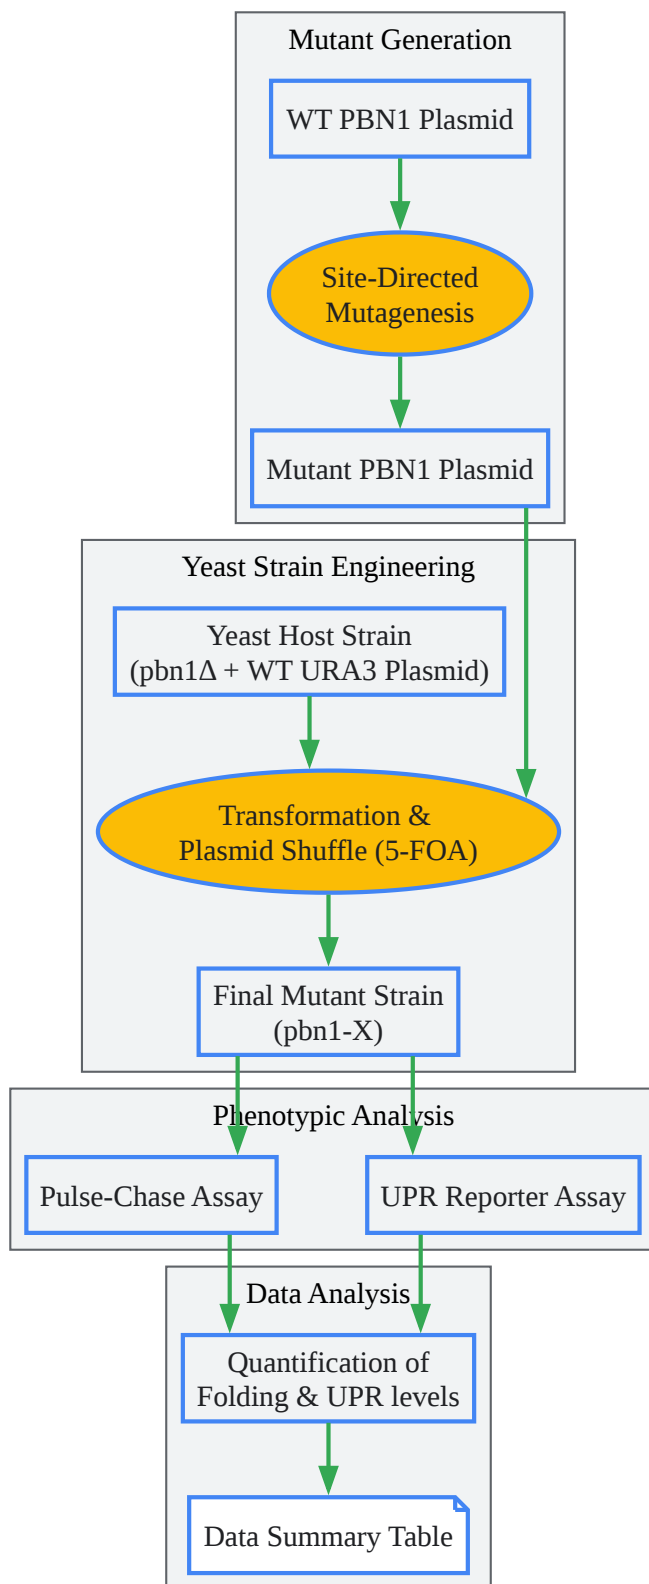 Mutant Generation
WT PBN1 Plasmid
Site-Directed
Mutagenesis
Mutant PBN1 Plasmid
Yeast Strain Engineering
Yeast Host Strain
(pbn1Δ + WT URA3 Plasmid)
Transformation &
Plasmid Shuffle (5-FOA)
Final Mutant Strain
(pbn1-X)
Phenotypic Analysis
Pulse-Chase Assay
UPR Reporter Assay
Data Analysis
Quantification of
Folding & UPR levels
Data Summary Table